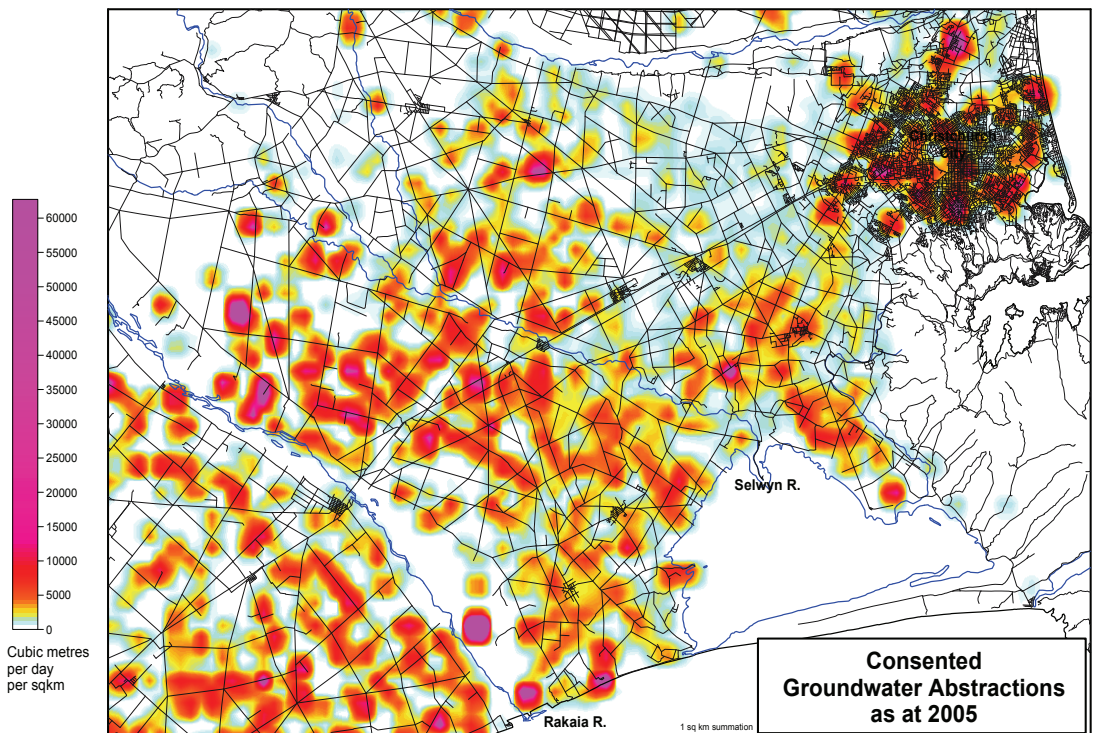 Christchurch
City
60000
55000
50000
45000
40000
35000
30000
25000
20000
15000
10000
5000
0
Cubic metres
per day
per sqkm
Selwyn R.
Rakaia R.
1 sq km summation
Consented
Groundwater Abstractions
as at 2005